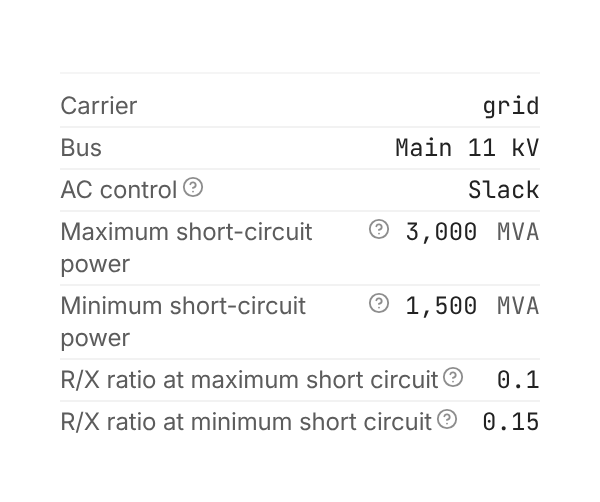 Carrier grid
Bus Main 11 kV
AC control Slack
Maximum short-circuit power 3,000 MVA
Minimum short-circuit power 1,500 MVA
R/X ratio at maximum short circuit 0.1
R/X ratio at minimum short circuit 0.15